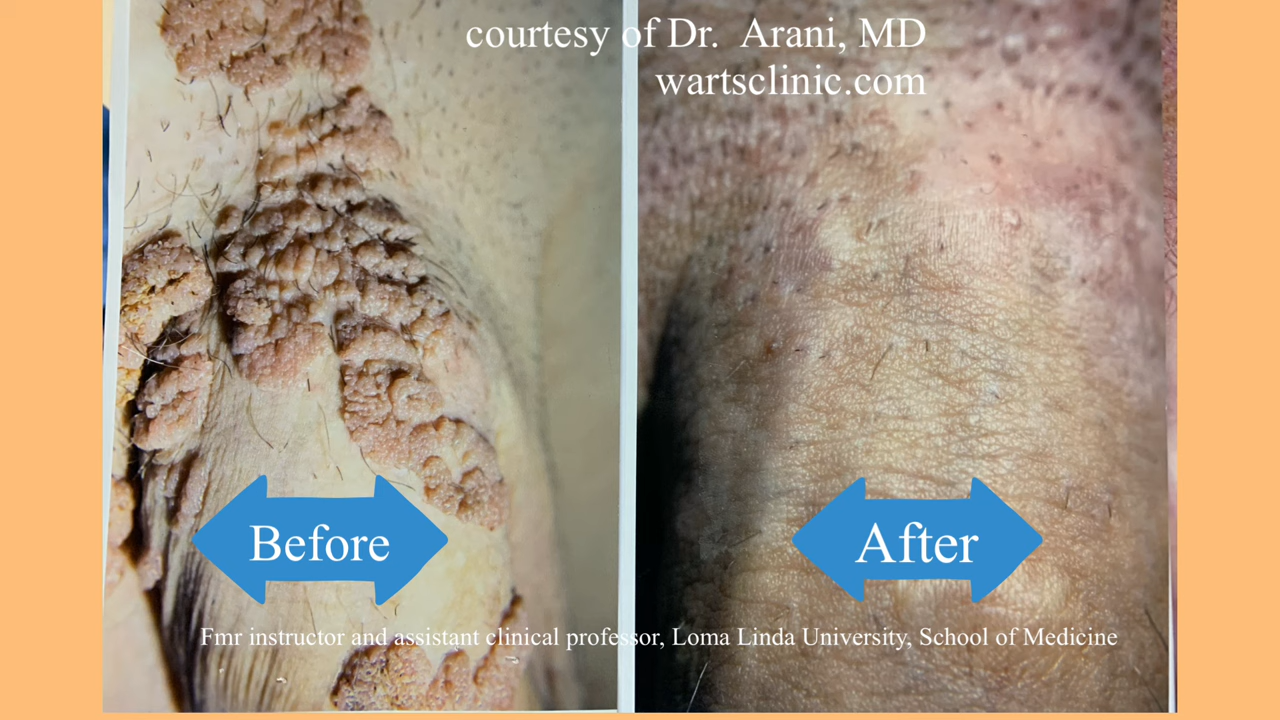 courtesy of Dr. Arani, MD
wartsclinic.com
Before
After
Fmr instructor and assistant clinical professor, Loma Linda University, School of Medicine